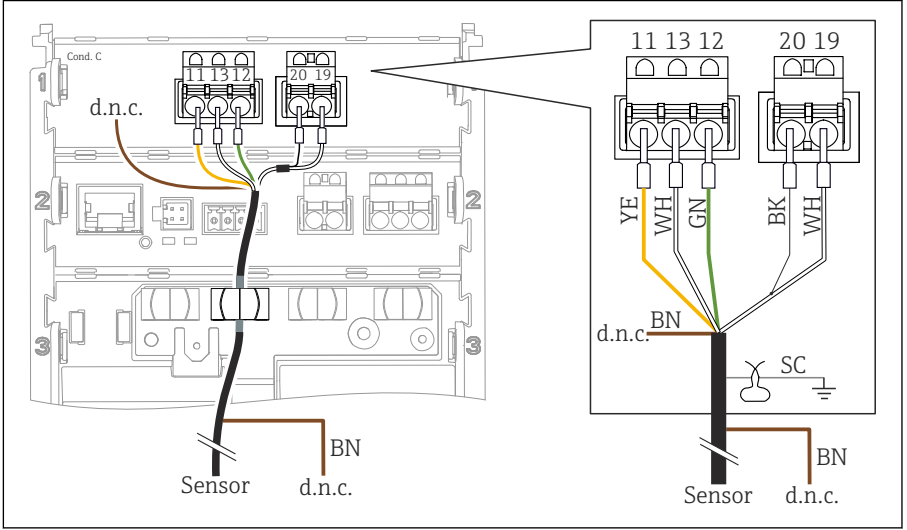 Cond. C
1
11 13 12
20 19
1
d.n.c.
2
2
3
3
BN
Sensor
d.n.c.
11 13 12
20 19
YE
WH
GN
BK
WH
BN
d.n.c.
SC
BN
Sensor
d.n.c.